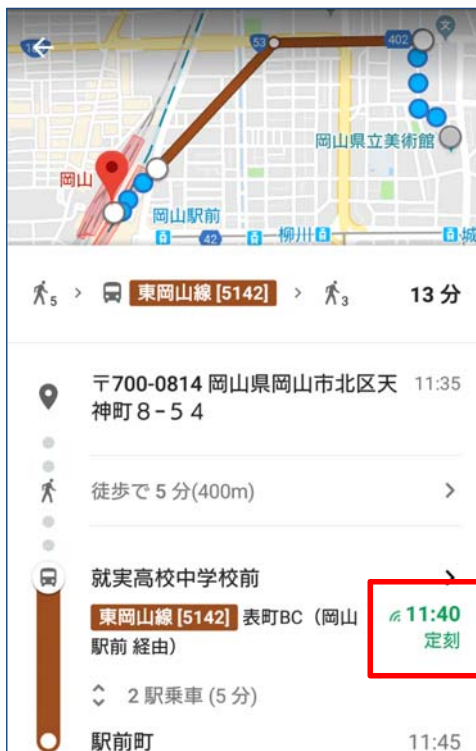 53
402
岡山県立美術館
岡山
岡山駅前
42
柳川
城
5
東岡山線 [5142]
3
13 分
〒700-0814 岡山県岡山市北区天
神町８−５４
11:35
徒歩で 5 分(400m)
就実高校中学校前
東岡山線 [5142] 表町BC（岡山
駅前 経由）
11:40
定刻
2 駅乗車 (5 分)
駅前町
11:45